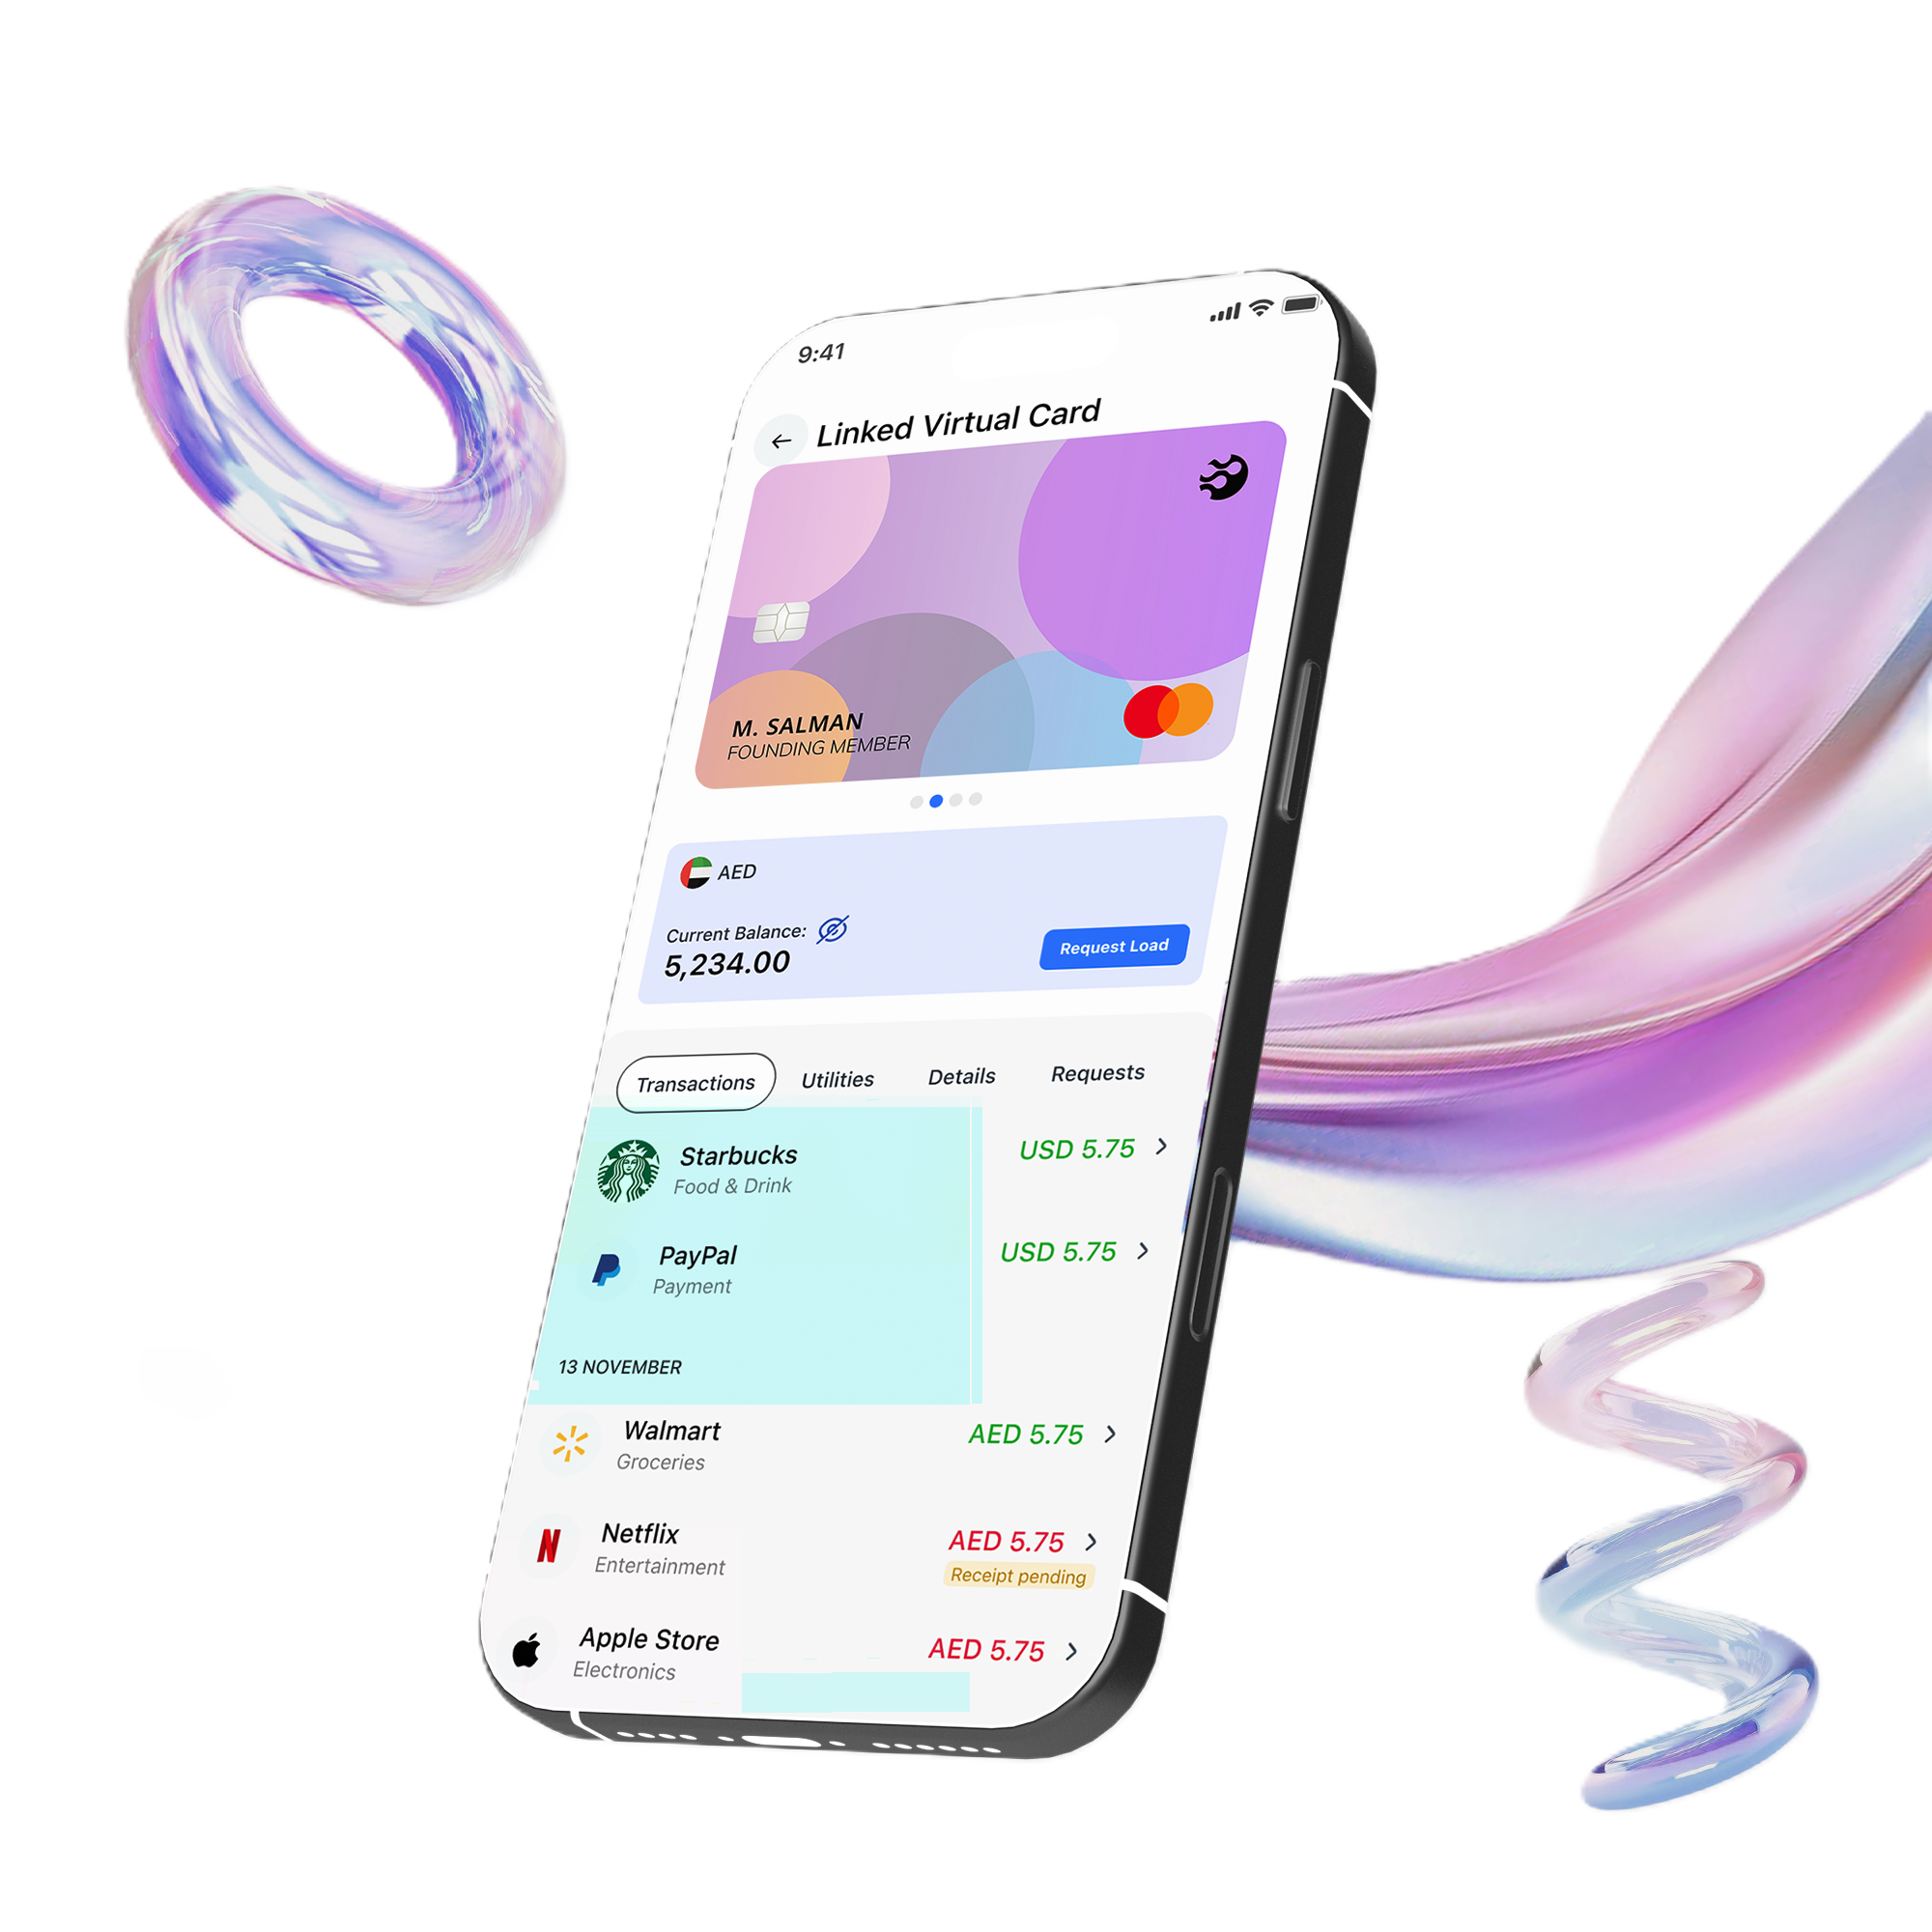 9:41
Linked Virtual Card
M. SALMAN
FOUNDING MEMBER
AED
Current Balance:
5,234.00
Request Load
Transactions Utilities Details Requests
Starbucks
Food & Drink
USD 5.75
PayPal
Payment
USD 5.75
13 NOVEMBER
Walmart
Groceries
AED 5.75
N
Netflix
Entertainment
AED 5.75
Receipt pending
Apple Store
Electronics
AED 5.75